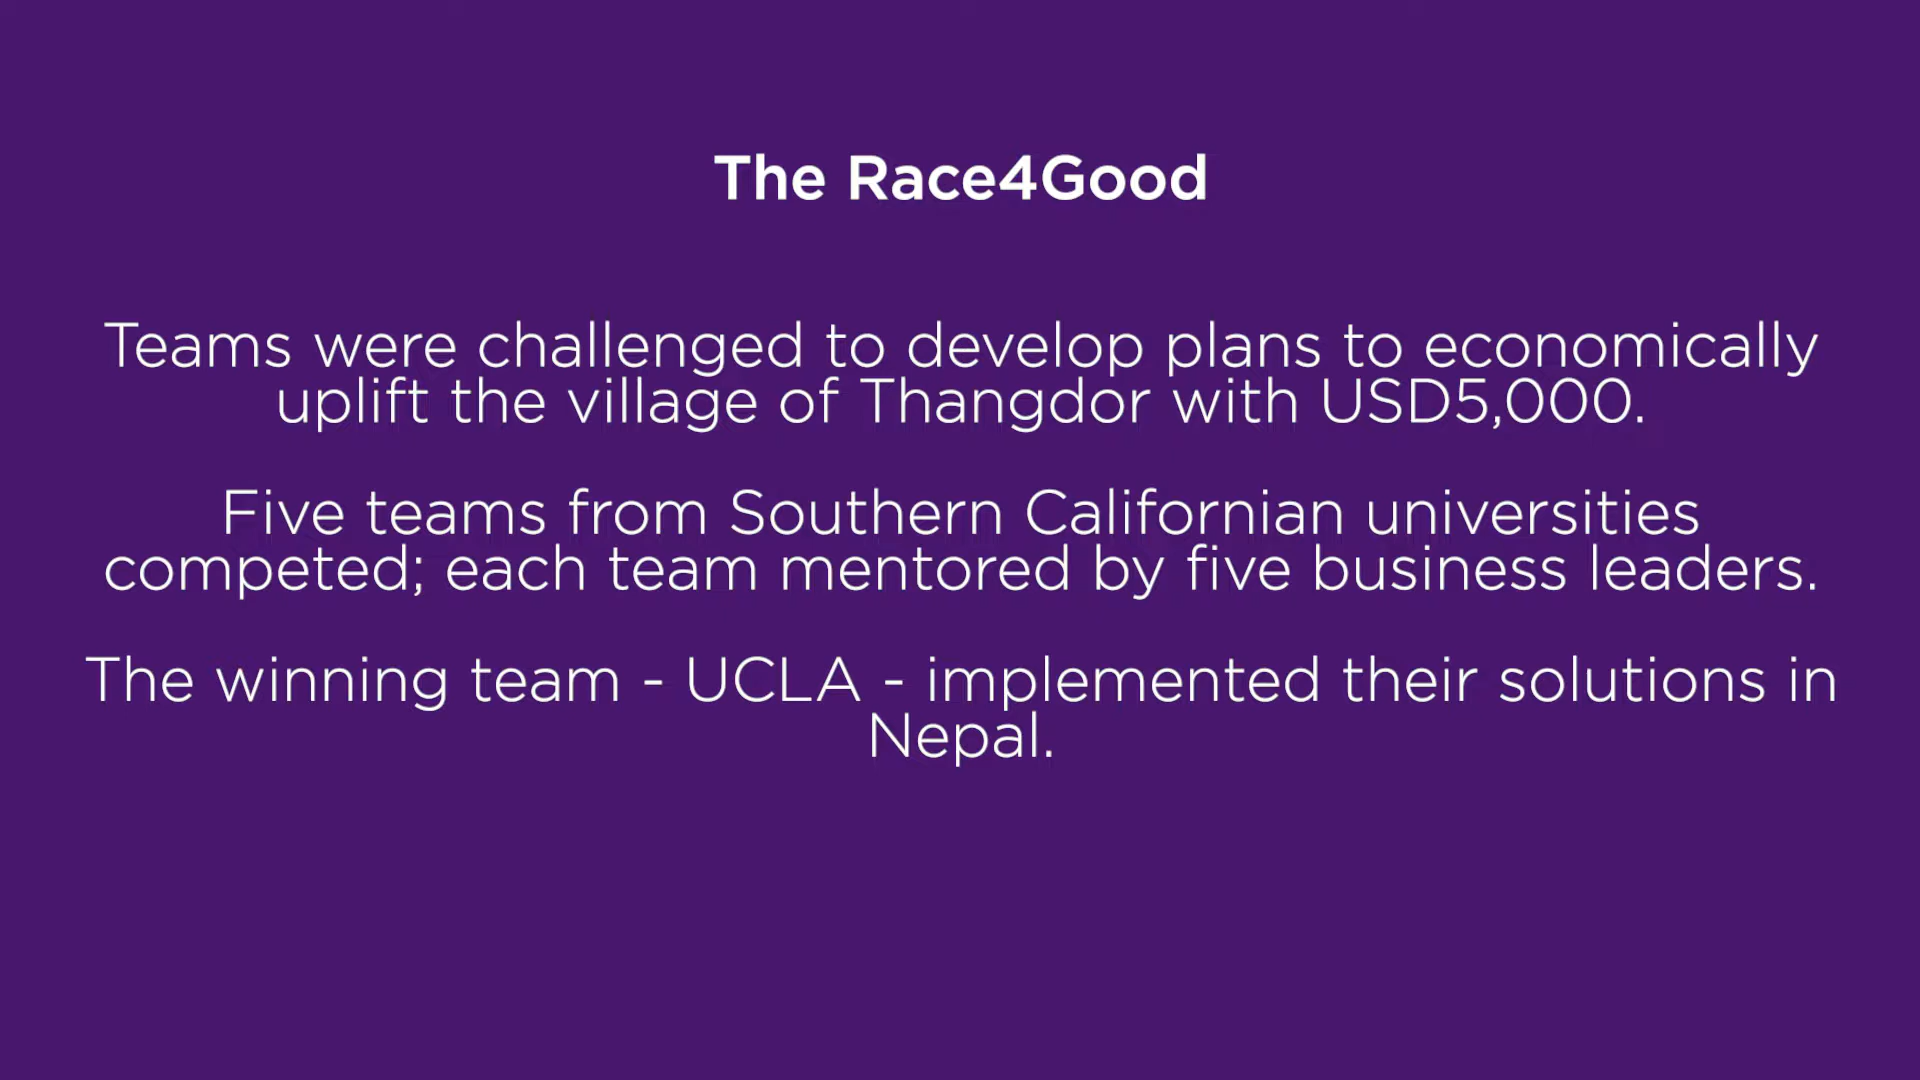 The Race4Good
Teams were challenged to develop plans to economically
uplift the village of Thangdor with USD5,000.
Five teams from Southern Californian universities
competed; each team mentored by five business leaders.
The winning team - UCLA - implemented their solutions in
Nepal.